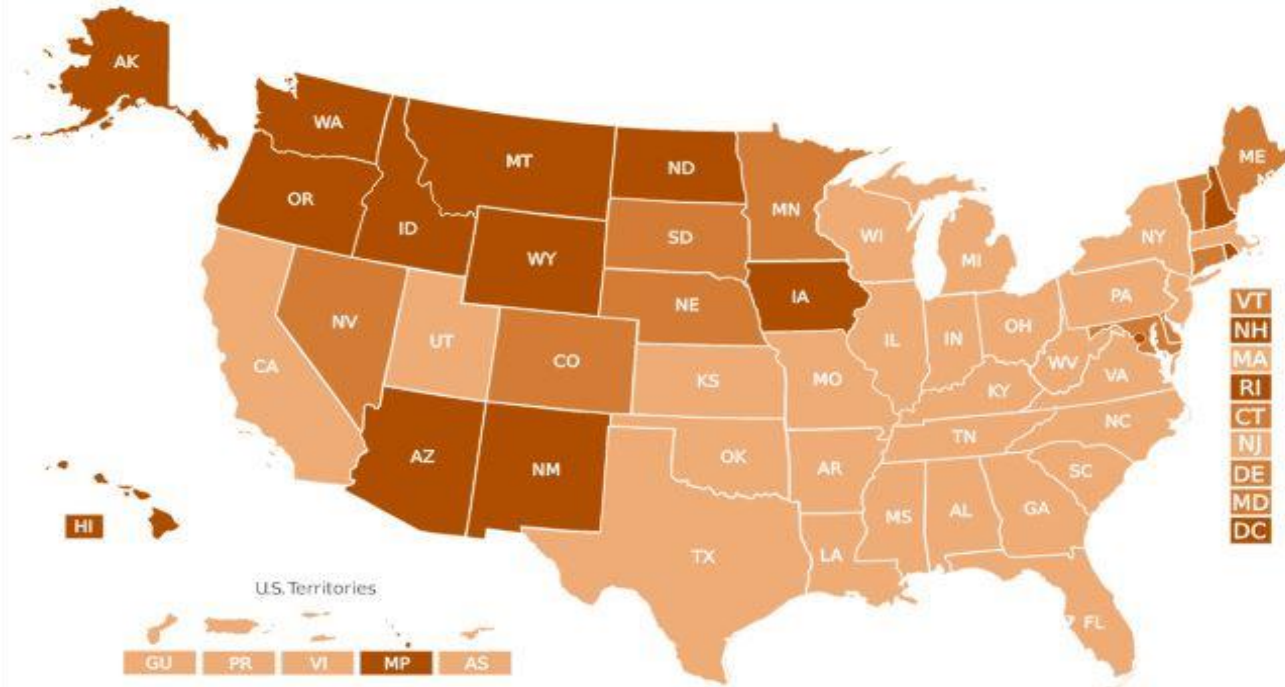 AK
WA
MT
ND
OR
ID
WY
SD
MN
WI
MI
NY
ME
NV
UT
CO
NE
IA
IL
IN
OH
PA
CA
KS
MO
KY
WV
VA
AZ
NM
OK
AR
TN
NC
SC
TX
LA
MS
AL
GA
FL
HI
VT
NH
MA
RI
CT
NJ
DE
MD
DC
U.S. Territories
GU PR VI MP AS